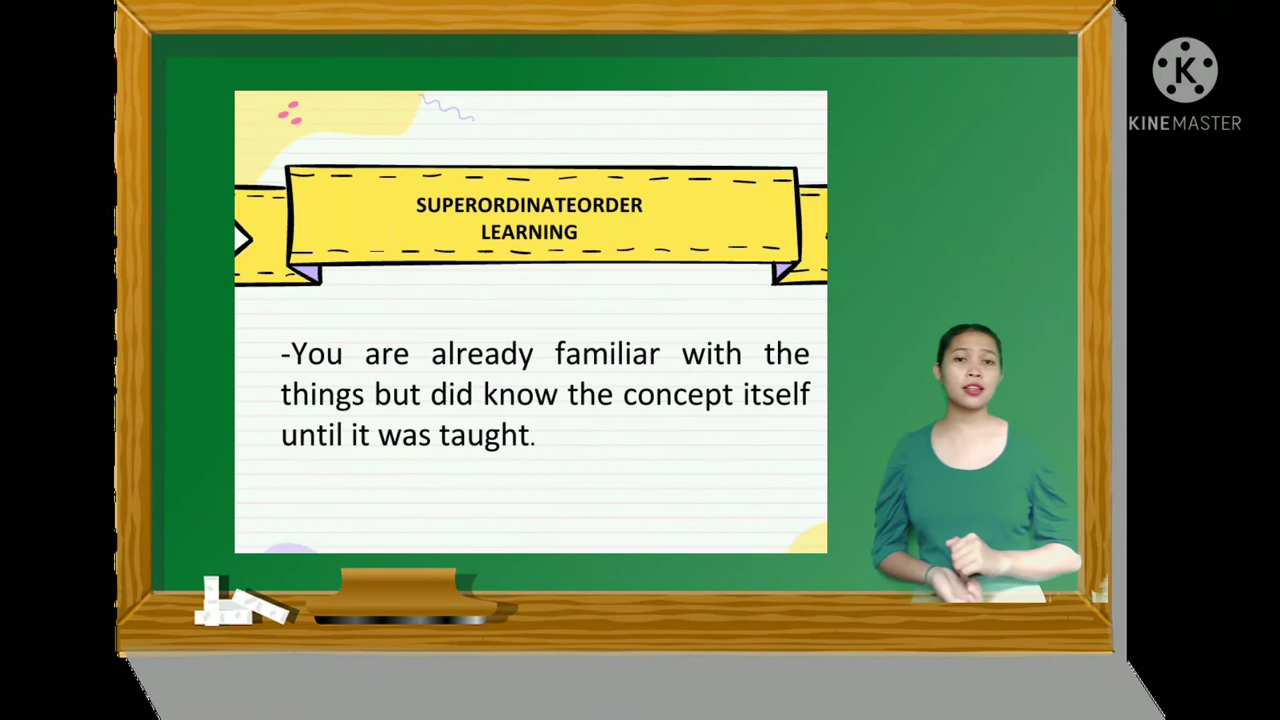 K
KINEMASTER
SUPERORDINATEORDER
LEARNING
-You are already familiar with the
things but did know the concept itself
until it was taught.